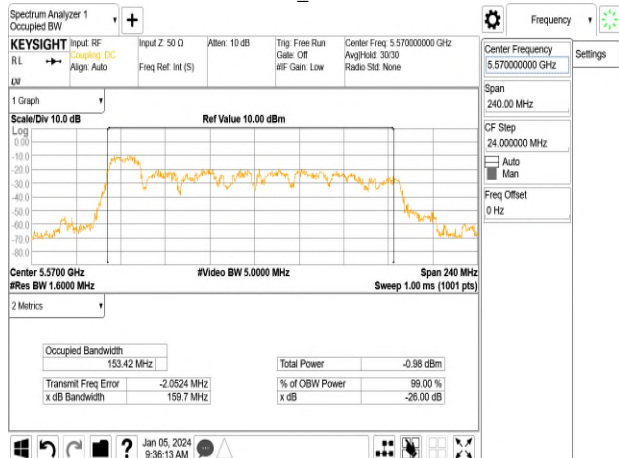 Spectrum Analyzer 1
Occupied BW
Frequency
KEYSIGHT
RL
Input: RF
Coupling: DC
Align: Auto
Input Z: 50 Ω
Freq Ref: Int (S)
Atten: 10 dB
Trig: Free Run
Gate: Off
#IF Gain: Low
Center Freq: 5.570000000 GHz
Avg|Hold: 30/30
Radio Std: None
Center Frequency
5.570000000 GHz
Settings
Span
240.00 MHz
CF Step
24.000000 MHz
Auto
Man
Freq Offset
0 Hz
1 Graph
Scale/Div 10.0 dB
Ref Value 10.00 dBm
Log
0.00
-10.0
-20.0
-30.0
-40.0
-50.0
-60.0
-70.0
-80.0
Center 5.5700 GHz
#Video BW 5.0000 MHz
Span 240 MHz
#Res BW 1.6000 MHz
Sweep 1.00 ms (1001 pts)
2 Metrics
Occupied Bandwidth
153.42 MHz
Total Power
-0.98 dBm
Transmit Freq Error
-2.0524 MHz
% of OBW Power
99.00 %
x dB Bandwidth
159.7 MHz
x dB
-26.00 dB
Jan 05, 2024
9:36:13 AM